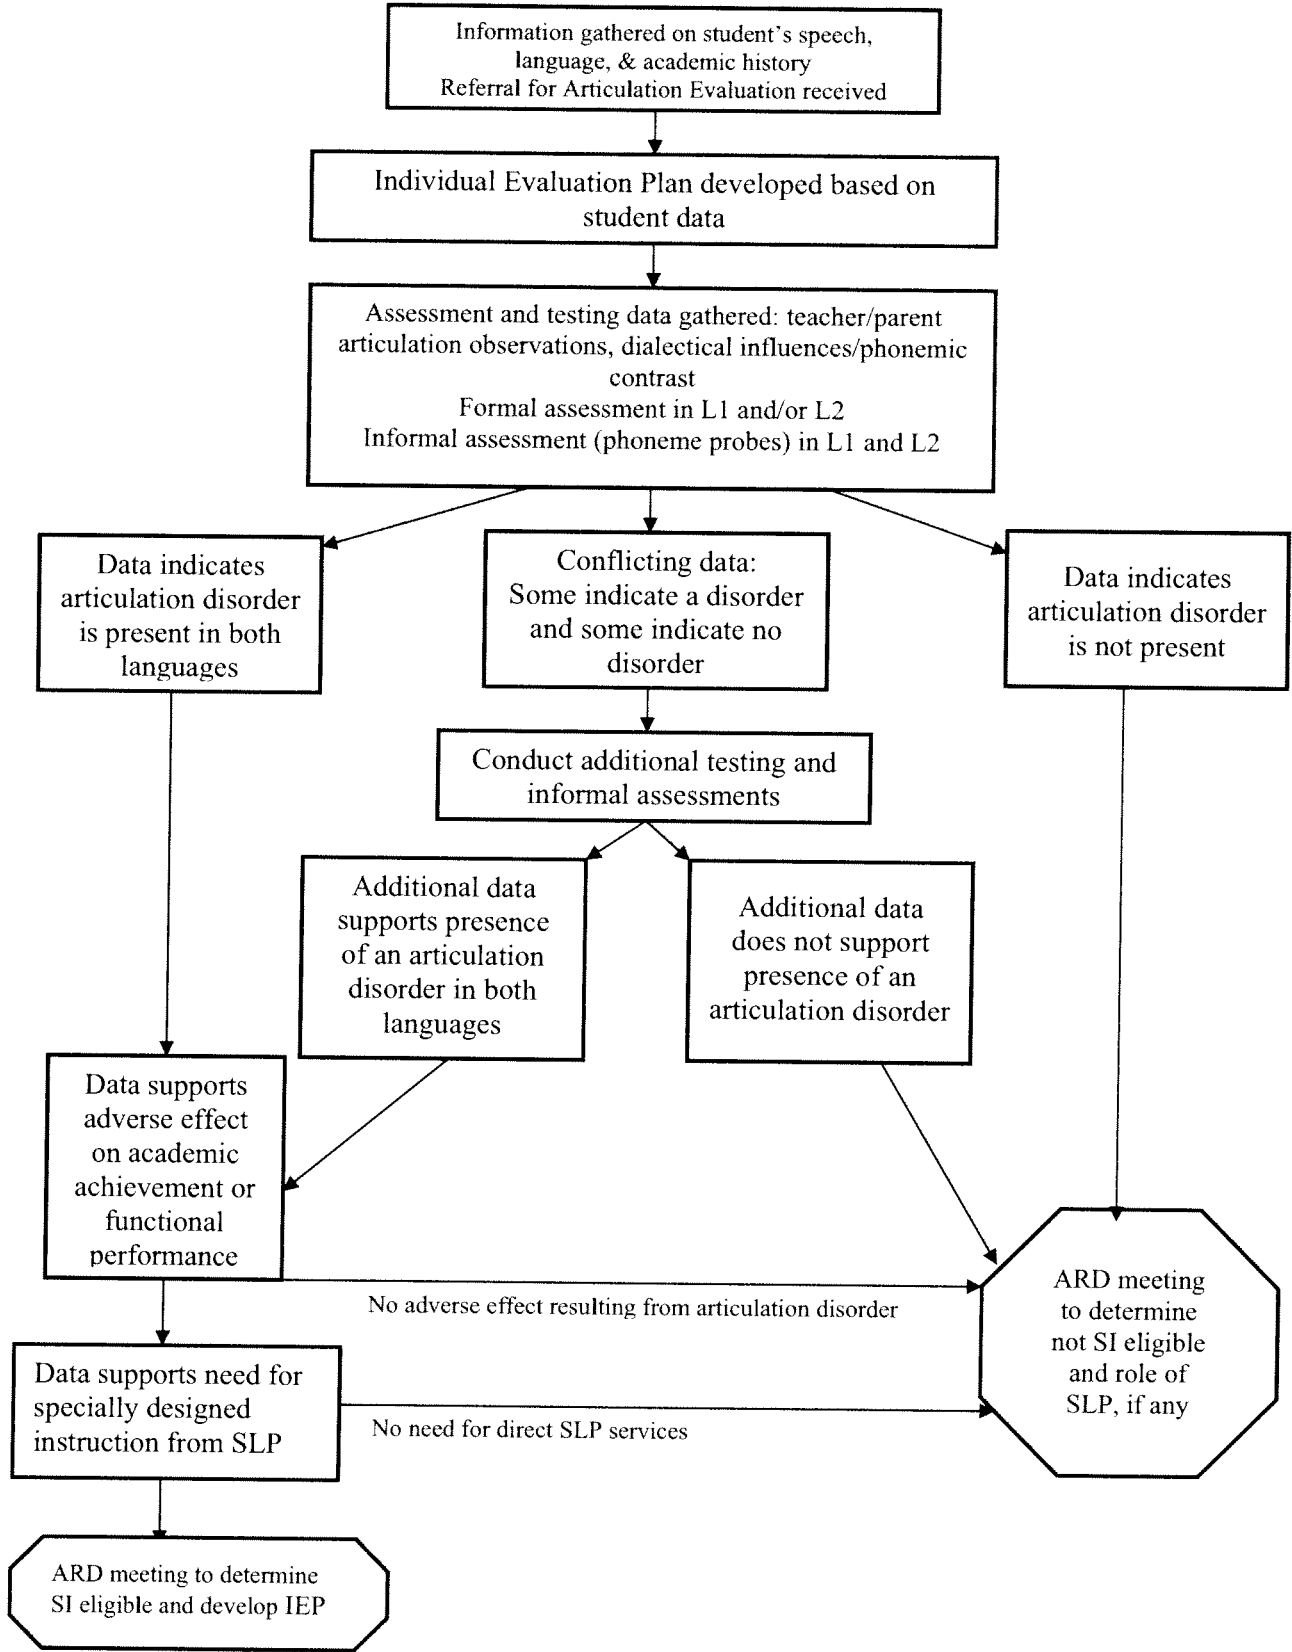 Information gathered on student's speech,
language, & academic history
Referral for Articulation Evaluation received
Individual Evaluation Plan developed based on
student data
Assessment and testing data gathered: teacher/parent
articulation observations, dialectical influences/phonemic
contrast
Formal assessment in L1 and/or L2
Informal assessment (phoneme probes) in L1 and L2
Data indicates
articulation disorder
is present in both
languages
Conflicting data:
Some indicate a disorder
and some indicate no
disorder
Data indicates
articulation disorder
is not present
Conduct additional testing and
informal assessments
Additional data
supports presence
of an articulation
disorder in both
languages
Additional data
does not support
presence of an
articulation disorder
Data supports
adverse effect
on academic
achievement or
functional
performance
No adverse effect resulting from articulation disorder
ARD meeting
to determine
not SI eligible
and role of
SLP, if any
Data supports need for
specially designed
instruction from SLP
No need for direct SLP services
ARD meeting to determine
SI eligible and develop IEP